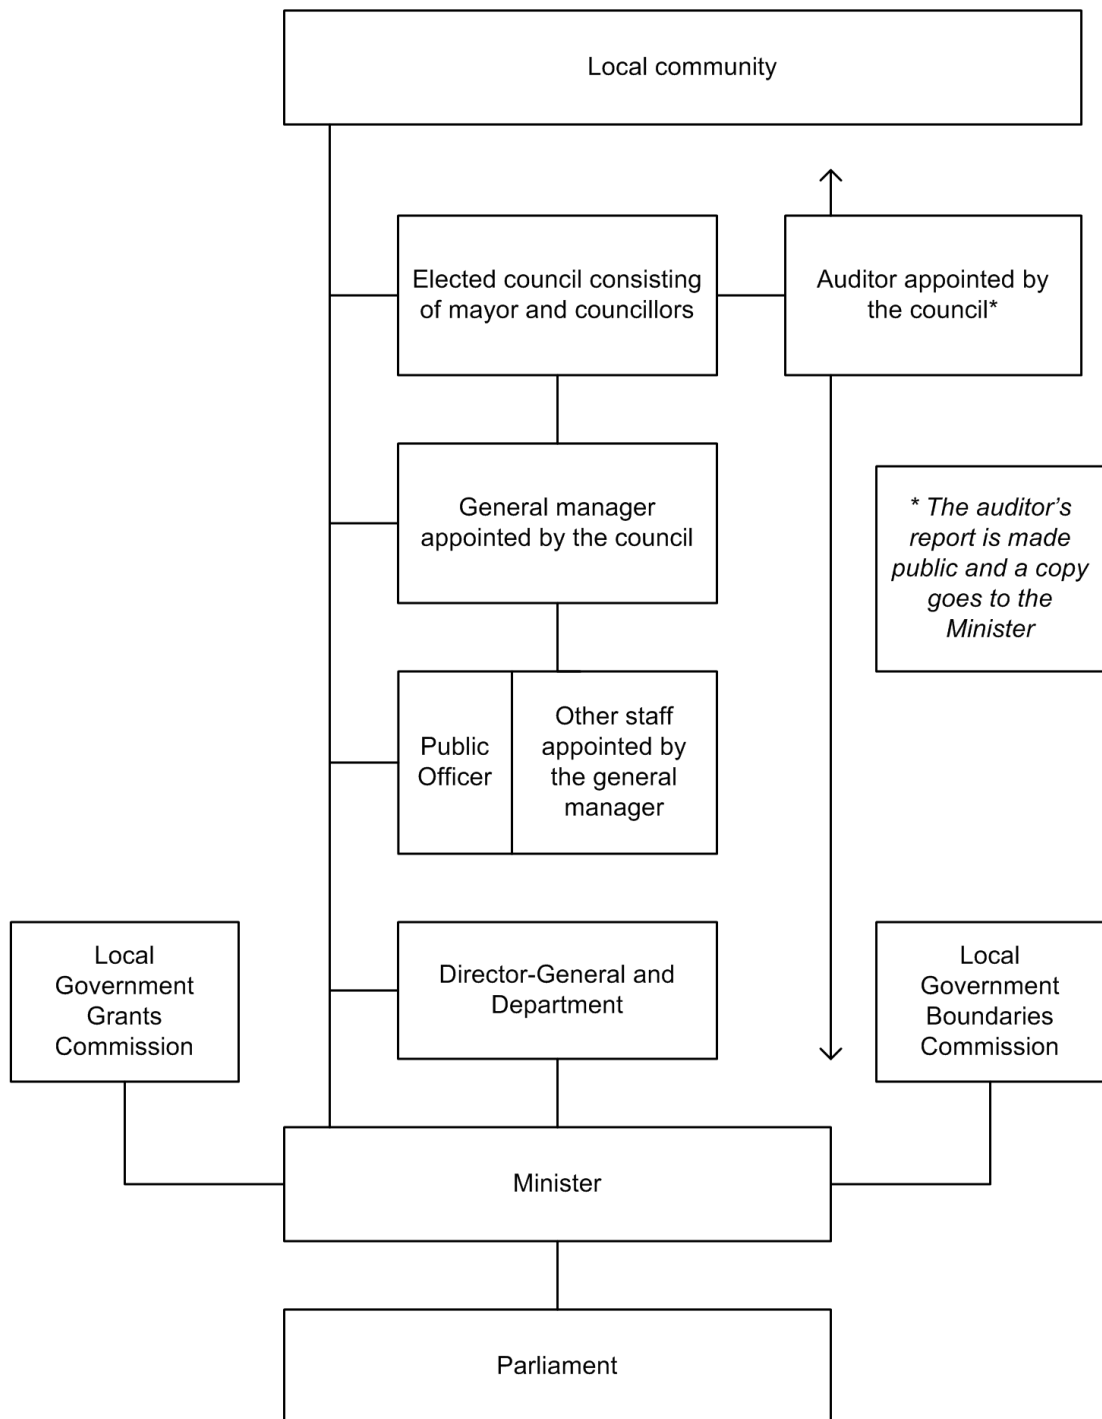 Local community
Elected council consisting
of mayor and councillors
Auditor appointed by
the council*
General manager
appointed by the council
* The auditor’s
report is made
public and a copy
goes to the
Minister
Public
Officer
Other staff
appointed by
the general
manager
Local
Government
Grants
Commission
Director-General and
Department
Local
Government
Boundaries
Commission
Minister
Parliament